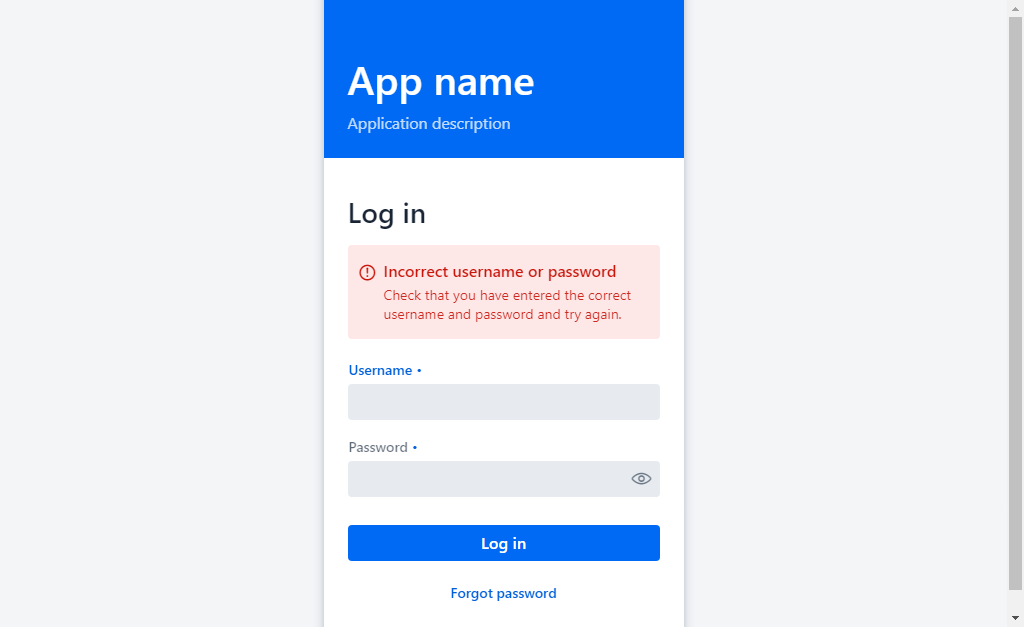 App name
Application description
Log in
Incorrect username or password
Check that you have entered the correct
username and password and try again.
Username •
Password •
Log in
Forgot password